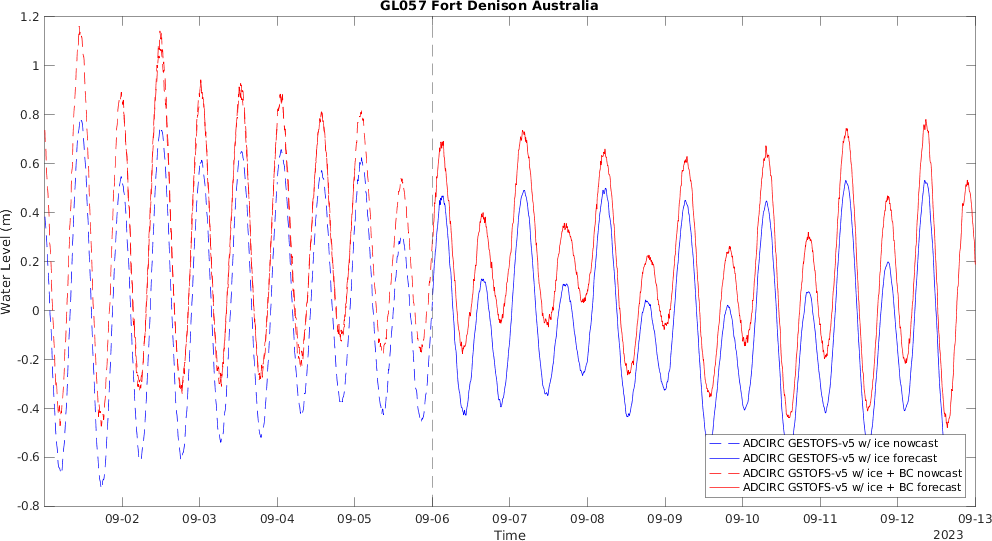 GL057 Fort Denison Australia
1.2
1
0.8
0.6
0.4
0.2
0
-0.2
-0.4
-0.6
-0.8
Water Level (m)
ADCIRC GESTOFS-v5 w/ ice nowcast
ADCIRC GESTOFS-v5 w/ ice forecast
ADCIRC GSTOFS-v5 w/ ice + BC nowcast
ADCIRC GSTOFS-v5 w/ ice + BC forecast
09-02 09-03 09-04 09-05 09-06 09-07 09-08 09-09 09-10 09-11 09-12 09-13
Time
2023